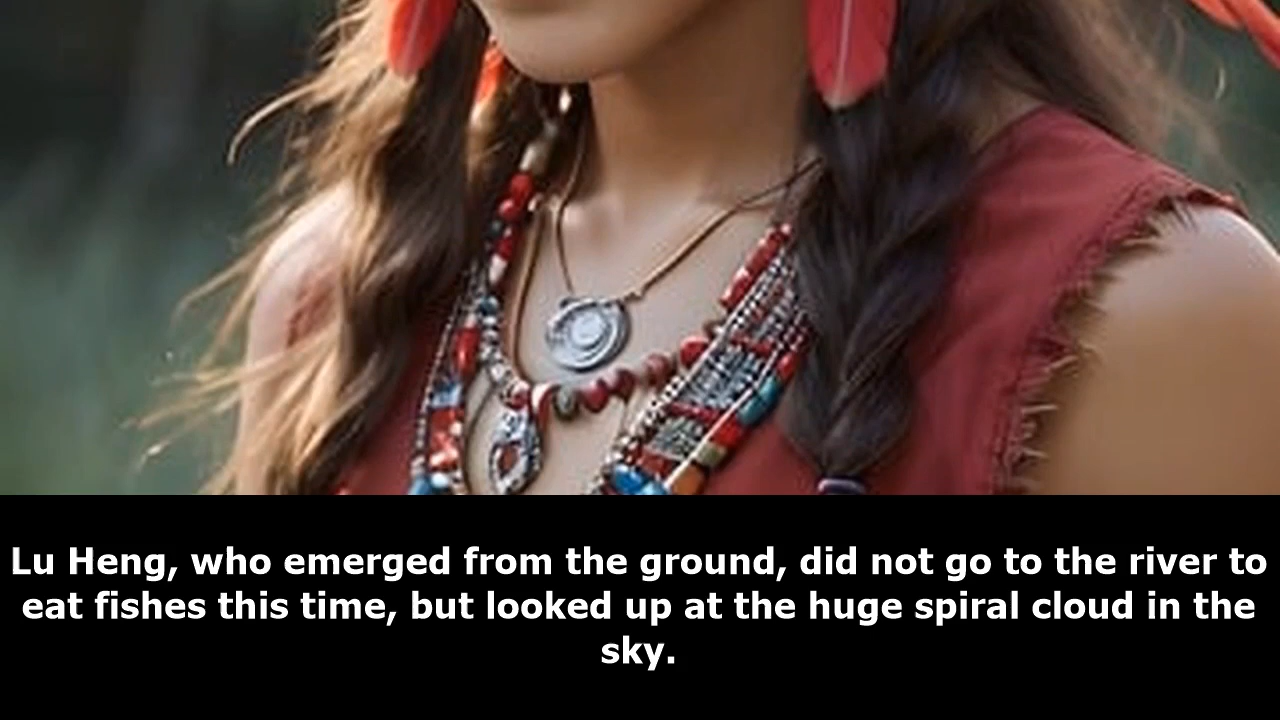 Lu Heng, who emerged from the ground, did not go to the river to
eat fishes this time, but looked up at the huge spiral cloud in the
sky.